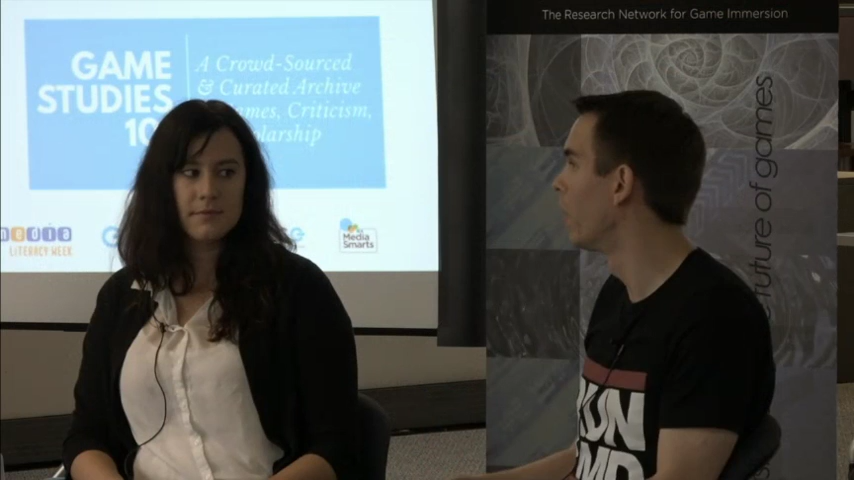 The Research Network for Game Immersion
GAME
STUDIES
A Crowd-Sourced
& Curated Archive
Criticism,
media
LITERACY WEEK
Media
Smarts
future of games